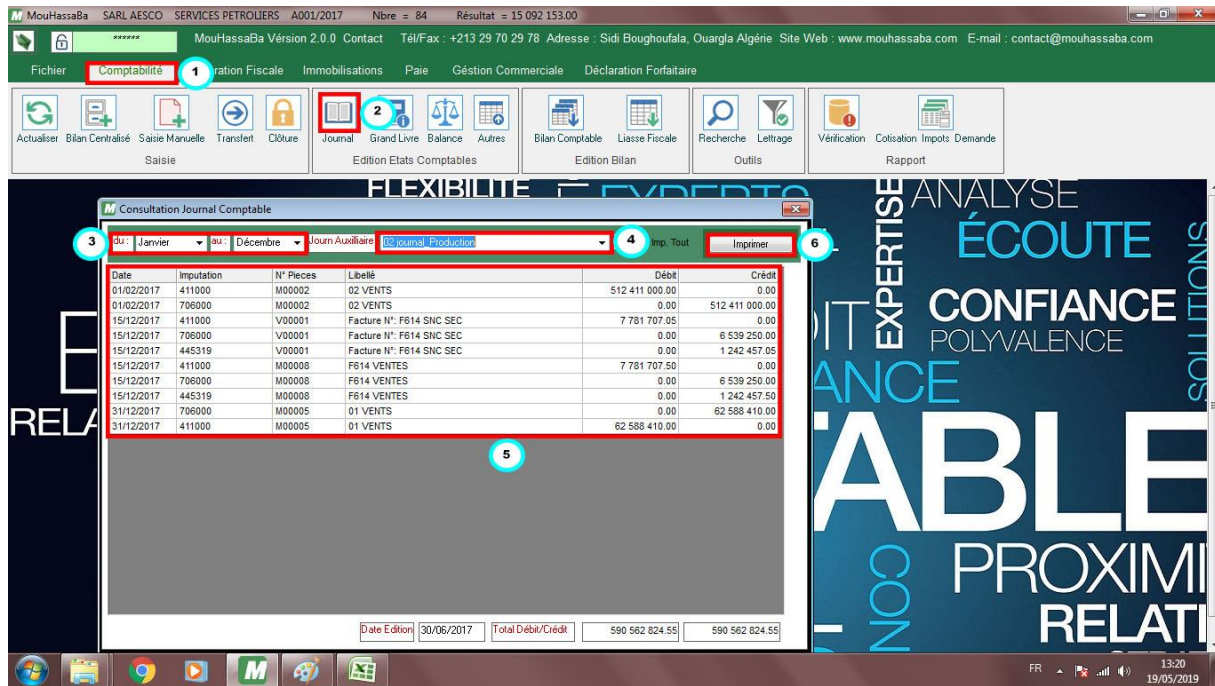 MouHassaBa SARL AESCO SERVICES PETROLIERS A001/2017 Nbre = 84 Résultat = 15 092 153.00
****** MouHassaBa Vérsion 2.0.0 Contact Tél/Fax : +213 29 70 29 78 Adresse : Sidi Boughoufala, Ouargla Algérie Site Web : www.mouhassaba.com E-mail : contact@mouhassaba.com
Fichier Comptabilité 1 ration Fiscale Immobilisations Paie Géstion Commerciale Déclaration Forfaitaire
2
Actualiser Bilan Centralisé Saisie Manuelle Transfert Clôture Journal Grand Livre Balance Autres Bilan Comptable Liasse Fiscale Recherche Lettrage Vérification Cotisation Impots Demande
Saisie Edition Etats Comptables Edition Bilan Outils Rapport
FLEXIBILITE EXPERTS
Consultation Journal Comptable
3 du : Janvier au : Décembre Journ Auxilliaire 02 journal_Production 4 Imp. Tout Imprimer 6
Date Imputation N° Pieces Libellé Débit Crédit
01/02/2017 411000 M00002 02 VENTS 512 411 000.00 0.00
01/02/2017 706000 M00002 02 VENTS 0.00 512 411 000.00
15/12/2017 411000 V00001 Facture N°: F614 SNC SEC 7 781 707.05 0.00
15/12/2017 706000 V00001 Facture N°: F614 SNC SEC 0.00 6 539 250.00
15/12/2017 445319 V00001 Facture N°: F614 SNC SEC 0.00 1 242 457.05
15/12/2017 411000 M00008 F614 VENTES 7 781 707.50 0.00
15/12/2017 706000 M00008 F614 VENTES 0.00 6 539 250.00
15/12/2017 445319 M00008 F614 VENTES 0.00 1 242 457.50
31/12/2017 706000 M00005 01 VENTS 0.00 62 588 410.00
31/12/2017 411000 M00005 01 VENTS 62 588 410.00 0.00
5
Date Edition 30/06/2017 Total Débit/Crédit 590 562 824.55 590 562 824.55
ANALYSE
ÉCOUTE
EXPERTISE
CONFIANCE
POLYVALENCE
SOLUTIONS
ANCE
RELA
TABLE
PROXIMI
CON
RELATI
FR 13:20
19/05/2019